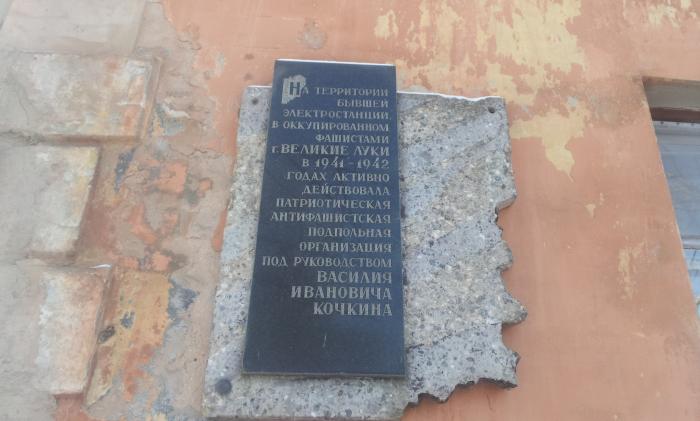 На территории
бывшей
электростанции,
в оккупированном
фашистами
г. Великие Луки
в 1941-1942
годах активно
действовала
патриотическая
антифашистская
подпольная
организация
под руководством
Василия
Ивановича
Кочкина